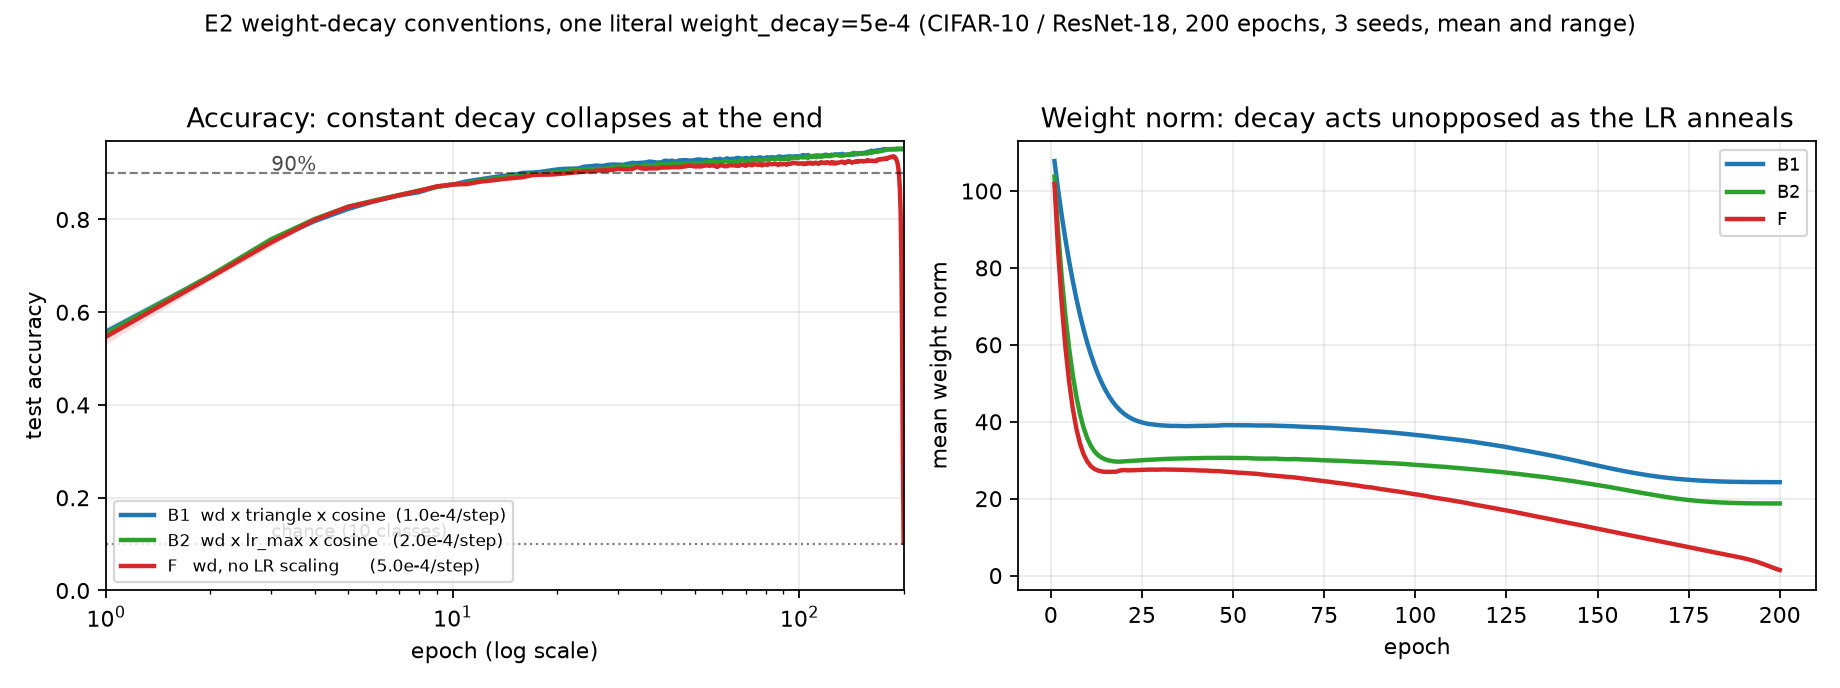 E2 weight-decay conventions, one literal weight_decay=5e-4 (CIFAR-10 / ResNet-18, 200 epochs, 3 seeds, mean and range)
Accuracy: constant decay collapses at the end
90%
0.8
0.6
0.4
0.2
0.0
test accuracy
chance (10 classes)
B1 wd x triangle x cosine (1.0e-4/step)
B2 wd x lr_max x cosine (2.0e-4/step)
F wd, no LR scaling (5.0e-4/step)
10⁰ 10¹ 10²
epoch (log scale)
Weight norm: decay acts unopposed as the LR anneals
B1
B2
F
100
80
60
40
20
0
mean weight norm
0 25 50 75 100 125 150 175 200
epoch